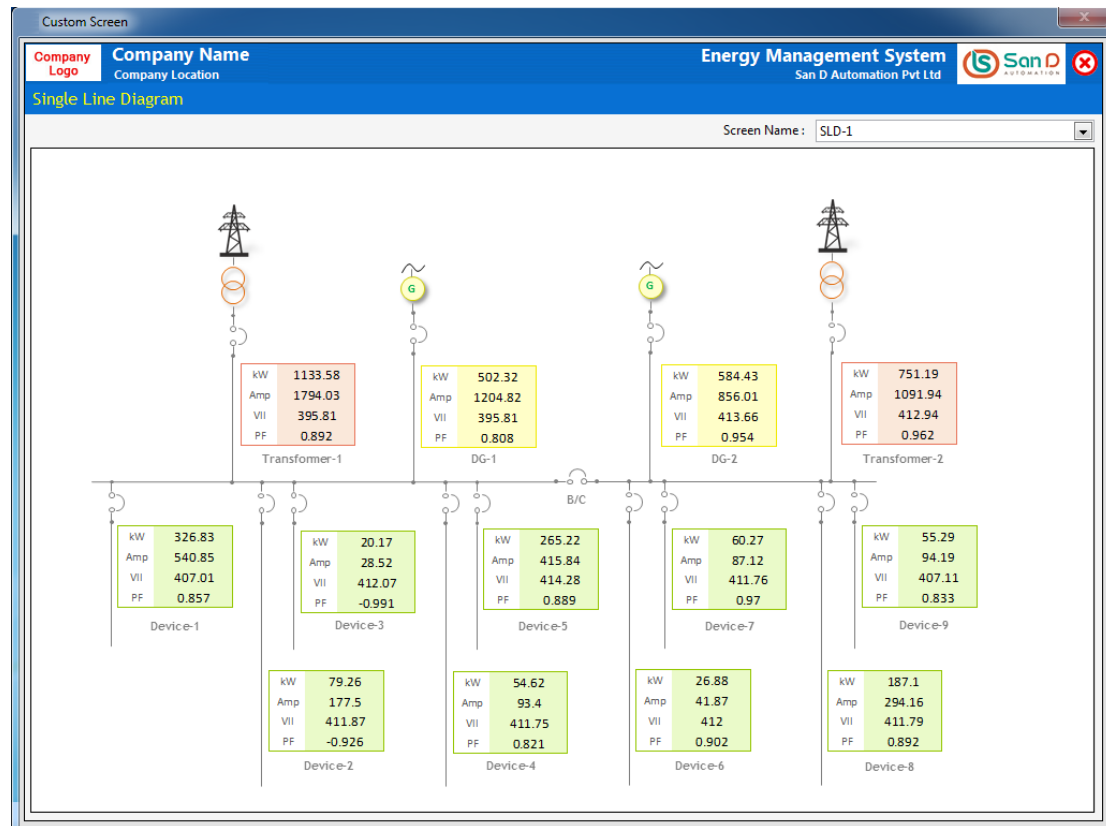 Custom Screen
x
Company Logo
Company Name
Company Location
Energy Management System
San D Automation Pvt Ltd
San D
AUTOMATION
Single Line Diagram
Screen Name : SLD-1
G
G
kW 1133.58
Amp 1794.03
Vll 395.81
PF 0.892
Transformer-1
kW 502.32
Amp 1204.82
Vll 395.81
PF 0.808
DG-1
kW 584.43
Amp 856.01
Vll 413.66
PF 0.954
DG-2
kW 751.19
Amp 1091.94
Vll 412.94
PF 0.962
Transformer-2
B/C
kW 326.83
Amp 540.85
Vll 407.01
PF 0.857
Device-1
kW 20.17
Amp 28.52
Vll 412.07
PF -0.991
Device-3
kW 265.22
Amp 415.84
Vll 414.28
PF 0.889
Device-5
kW 60.27
Amp 87.12
Vll 411.76
PF 0.97
Device-7
kW 55.29
Amp 94.19
Vll 407.11
PF 0.833
Device-9
kW 79.26
Amp 177.5
Vll 411.87
PF -0.926
Device-2
kW 54.62
Amp 93.4
Vll 411.75
PF 0.821
Device-4
kW 26.88
Amp 41.87
Vll 412
PF 0.902
Device-6
kW 187.1
Amp 294.16
Vll 411.79
PF 0.892
Device-8